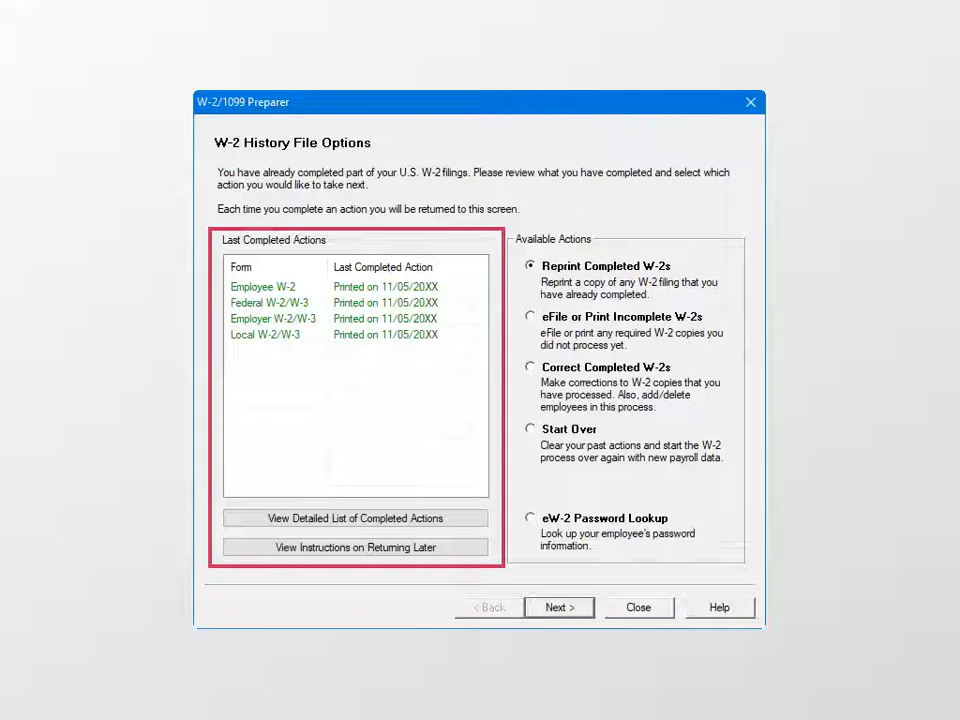 W-2/1099 Preparer
W-2 History File Options
You have already completed part of your U.S. W-2 filings. Please review what you have completed and select which
action you would like to take next.
Each time you complete an action you will be returned to this screen.
Last Completed Actions
Form Last Completed Action
Employee W-2 Printed on 11/05/20XX
Federal W-2/W-3 Printed on 11/05/20XX
Employer W-2/W-3 Printed on 11/05/20XX
Local W-2/W-3 Printed on 11/05/20XX
View Detailed List of Completed Actions
View Instructions on Returning Later
Available Actions
Reprint Completed W-2s
Reprint a copy of any W-2 filing that you
have already completed.
eFile or Print Incomplete W-2s
eFile or print any required W-2 copies you
did not process yet.
Correct Completed W-2s
Make corrections to W-2 copies that you
have processed. Also, add/delete
employees in this process.
Start Over
Clear your past actions and start the W-2
process over again with new payroll data.
eW-2 Password Lookup
Look up your employee's password
information.
< Back Next > Close Help